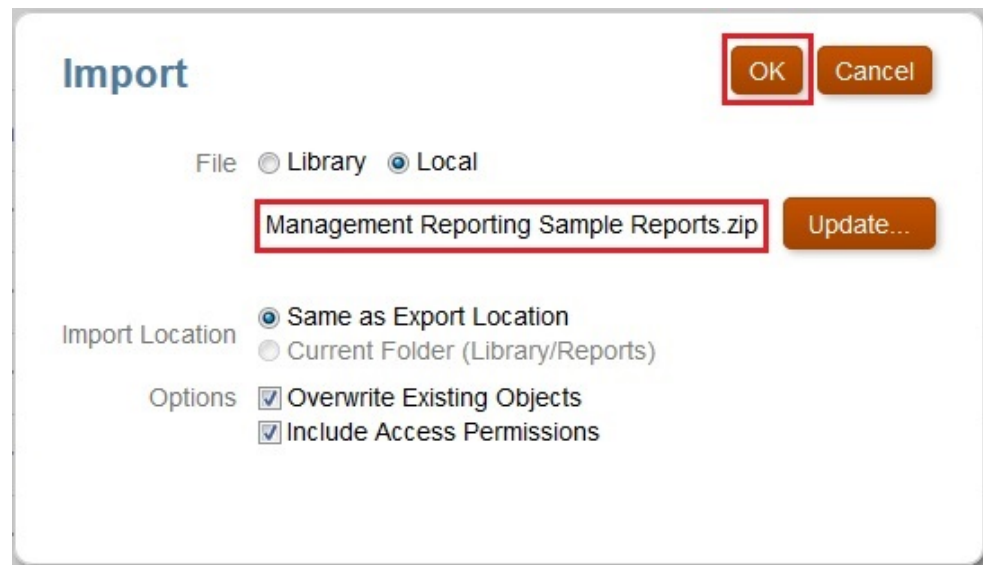 Import
OK Cancel
File Library Local
Management Reporting Sample Reports.zip Update...
Import Location Same as Export Location
Current Folder (Library/Reports)
Options Overwrite Existing Objects
Include Access Permissions